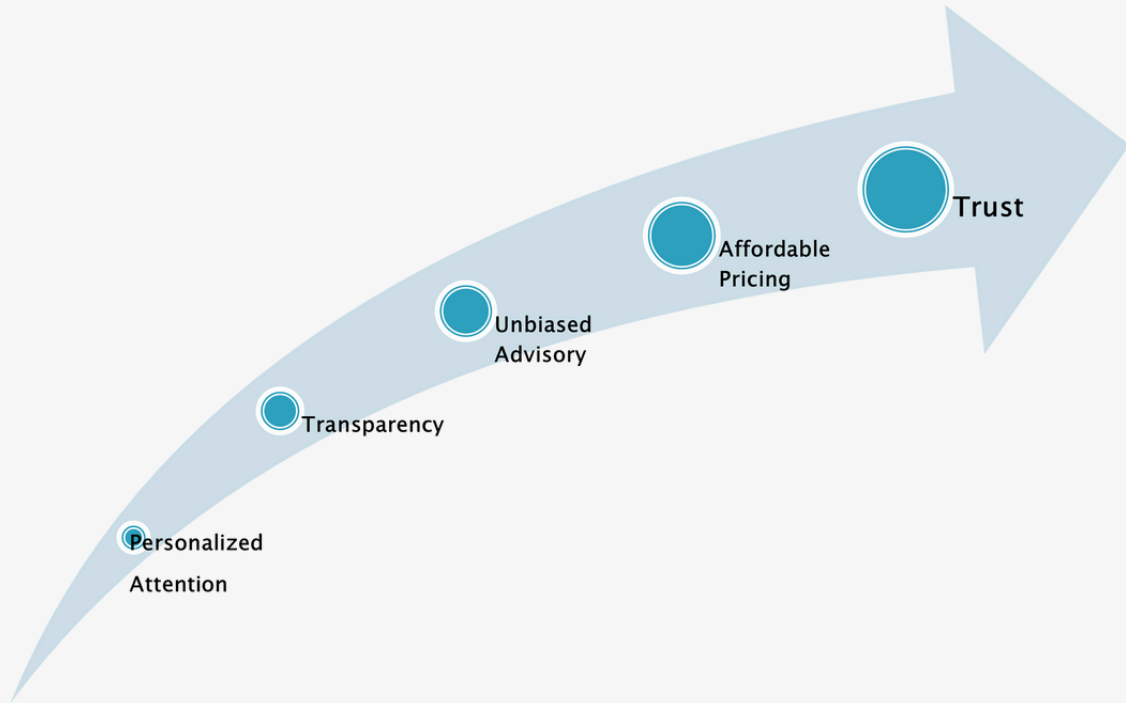 Trust
Affordable
Pricing
Unbiased
Advisory
Transparency
Personalized
Attention